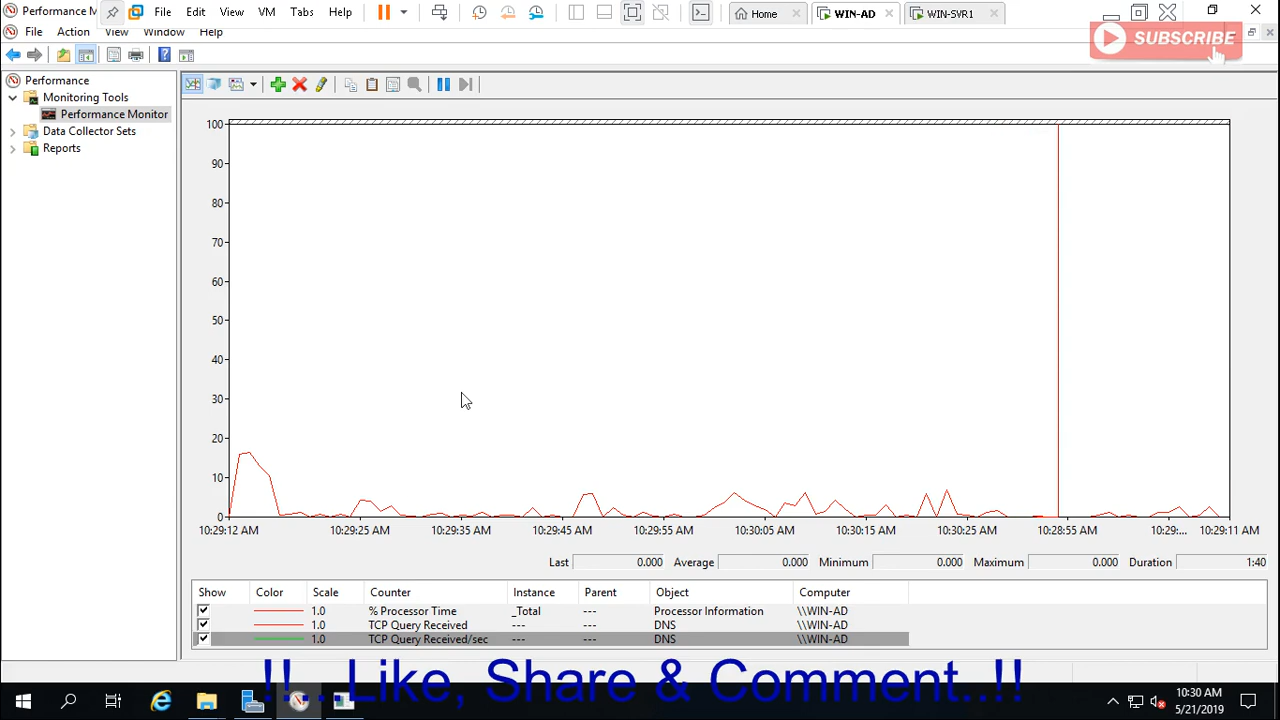 Performance M
File Edit View VM Tabs Help
Home
WIN-AD
WIN-SVR1
File Action View Window Help
SUBSCRIBE
Performance
Monitoring Tools
Performance Monitor
Data Collector Sets
Reports
100
90
80
70
60
50
40
30
20
10
0
10:29:12 AM 10:29:25 AM 10:29:35 AM 10:29:45 AM 10:29:55 AM 10:30:05 AM 10:30:15 AM 10:30:25 AM 10:28:55 AM 10:29:... 10:29:11 AM
Last 0.000 Average 0.000 Minimum 0.000 Maximum 0.000 Duration 1:40
Show Color Scale Counter Instance Parent Object Computer
1.0 % Processor Time _Total --- Processor Information \\WIN-AD
1.0 TCP Query Received --- --- DNS \\WIN-AD
1.0 TCP Query Received/sec --- --- DNS \\WIN-AD
!! ..Like, Share & Comment..!!
10:30 AM
5/21/2019